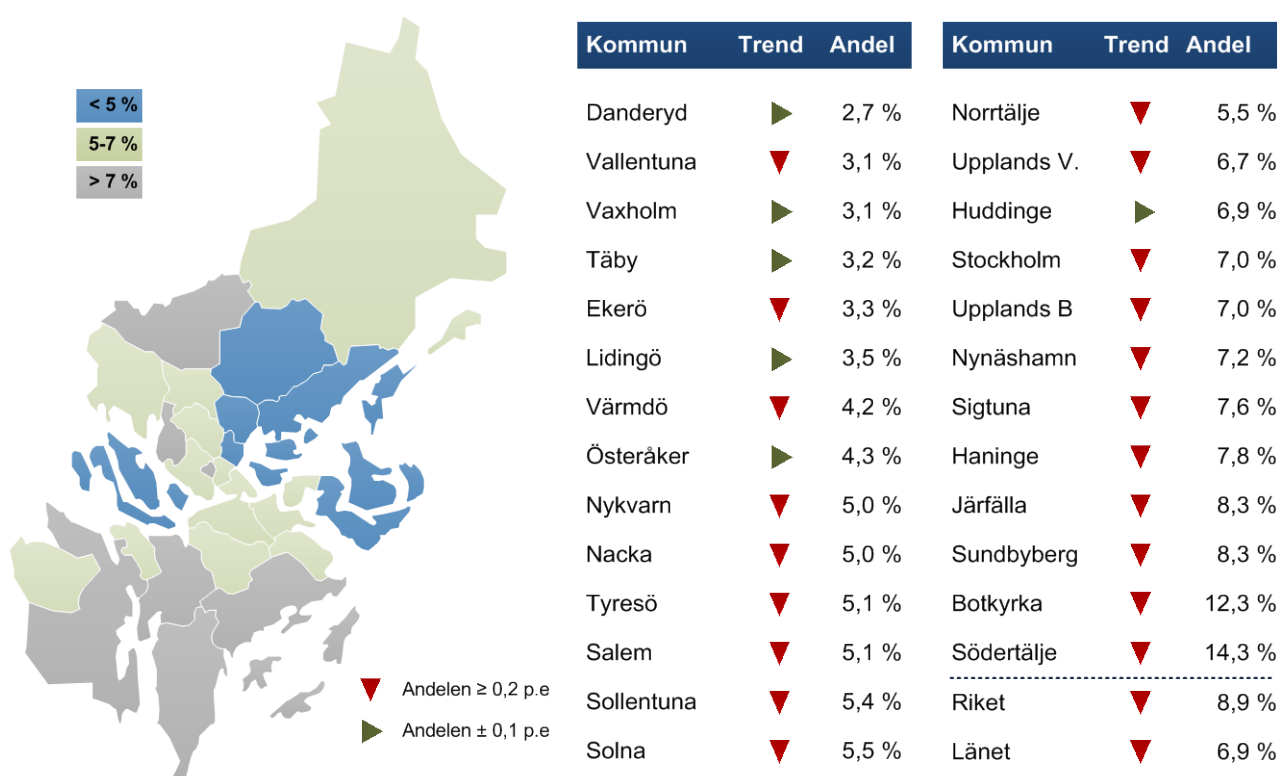 < 5 %
5-7 %
> 7 %
Andelen ≥ 0,2 p.e
Andelen ± 0,1 p.e
Kommun Trend Andel
Danderyd 2,7 %
Vallentuna 3,1 %
Vaxholm 3,1 %
Täby 3,2 %
Ekerö 3,3 %
Lidingö 3,5 %
Värmdö 4,2 %
Österåker 4,3 %
Nykvarn 5,0 %
Nacka 5,0 %
Tyresö 5,1 %
Salem 5,1 %
Sollentuna 5,4 %
Solna 5,5 %
Kommun Trend Andel
Norrtälje 5,5 %
Upplands V. 6,7 %
Huddinge 6,9 %
Stockholm 7,0 %
Upplands B 7,0 %
Nynäshamn 7,2 %
Sigtuna 7,6 %
Haninge 7,8 %
Järfälla 8,3 %
Sundbyberg 8,3 %
Botkyrka 12,3 %
Södertälje 14,3 %
Riket 8,9 %
Länet 6,9 %